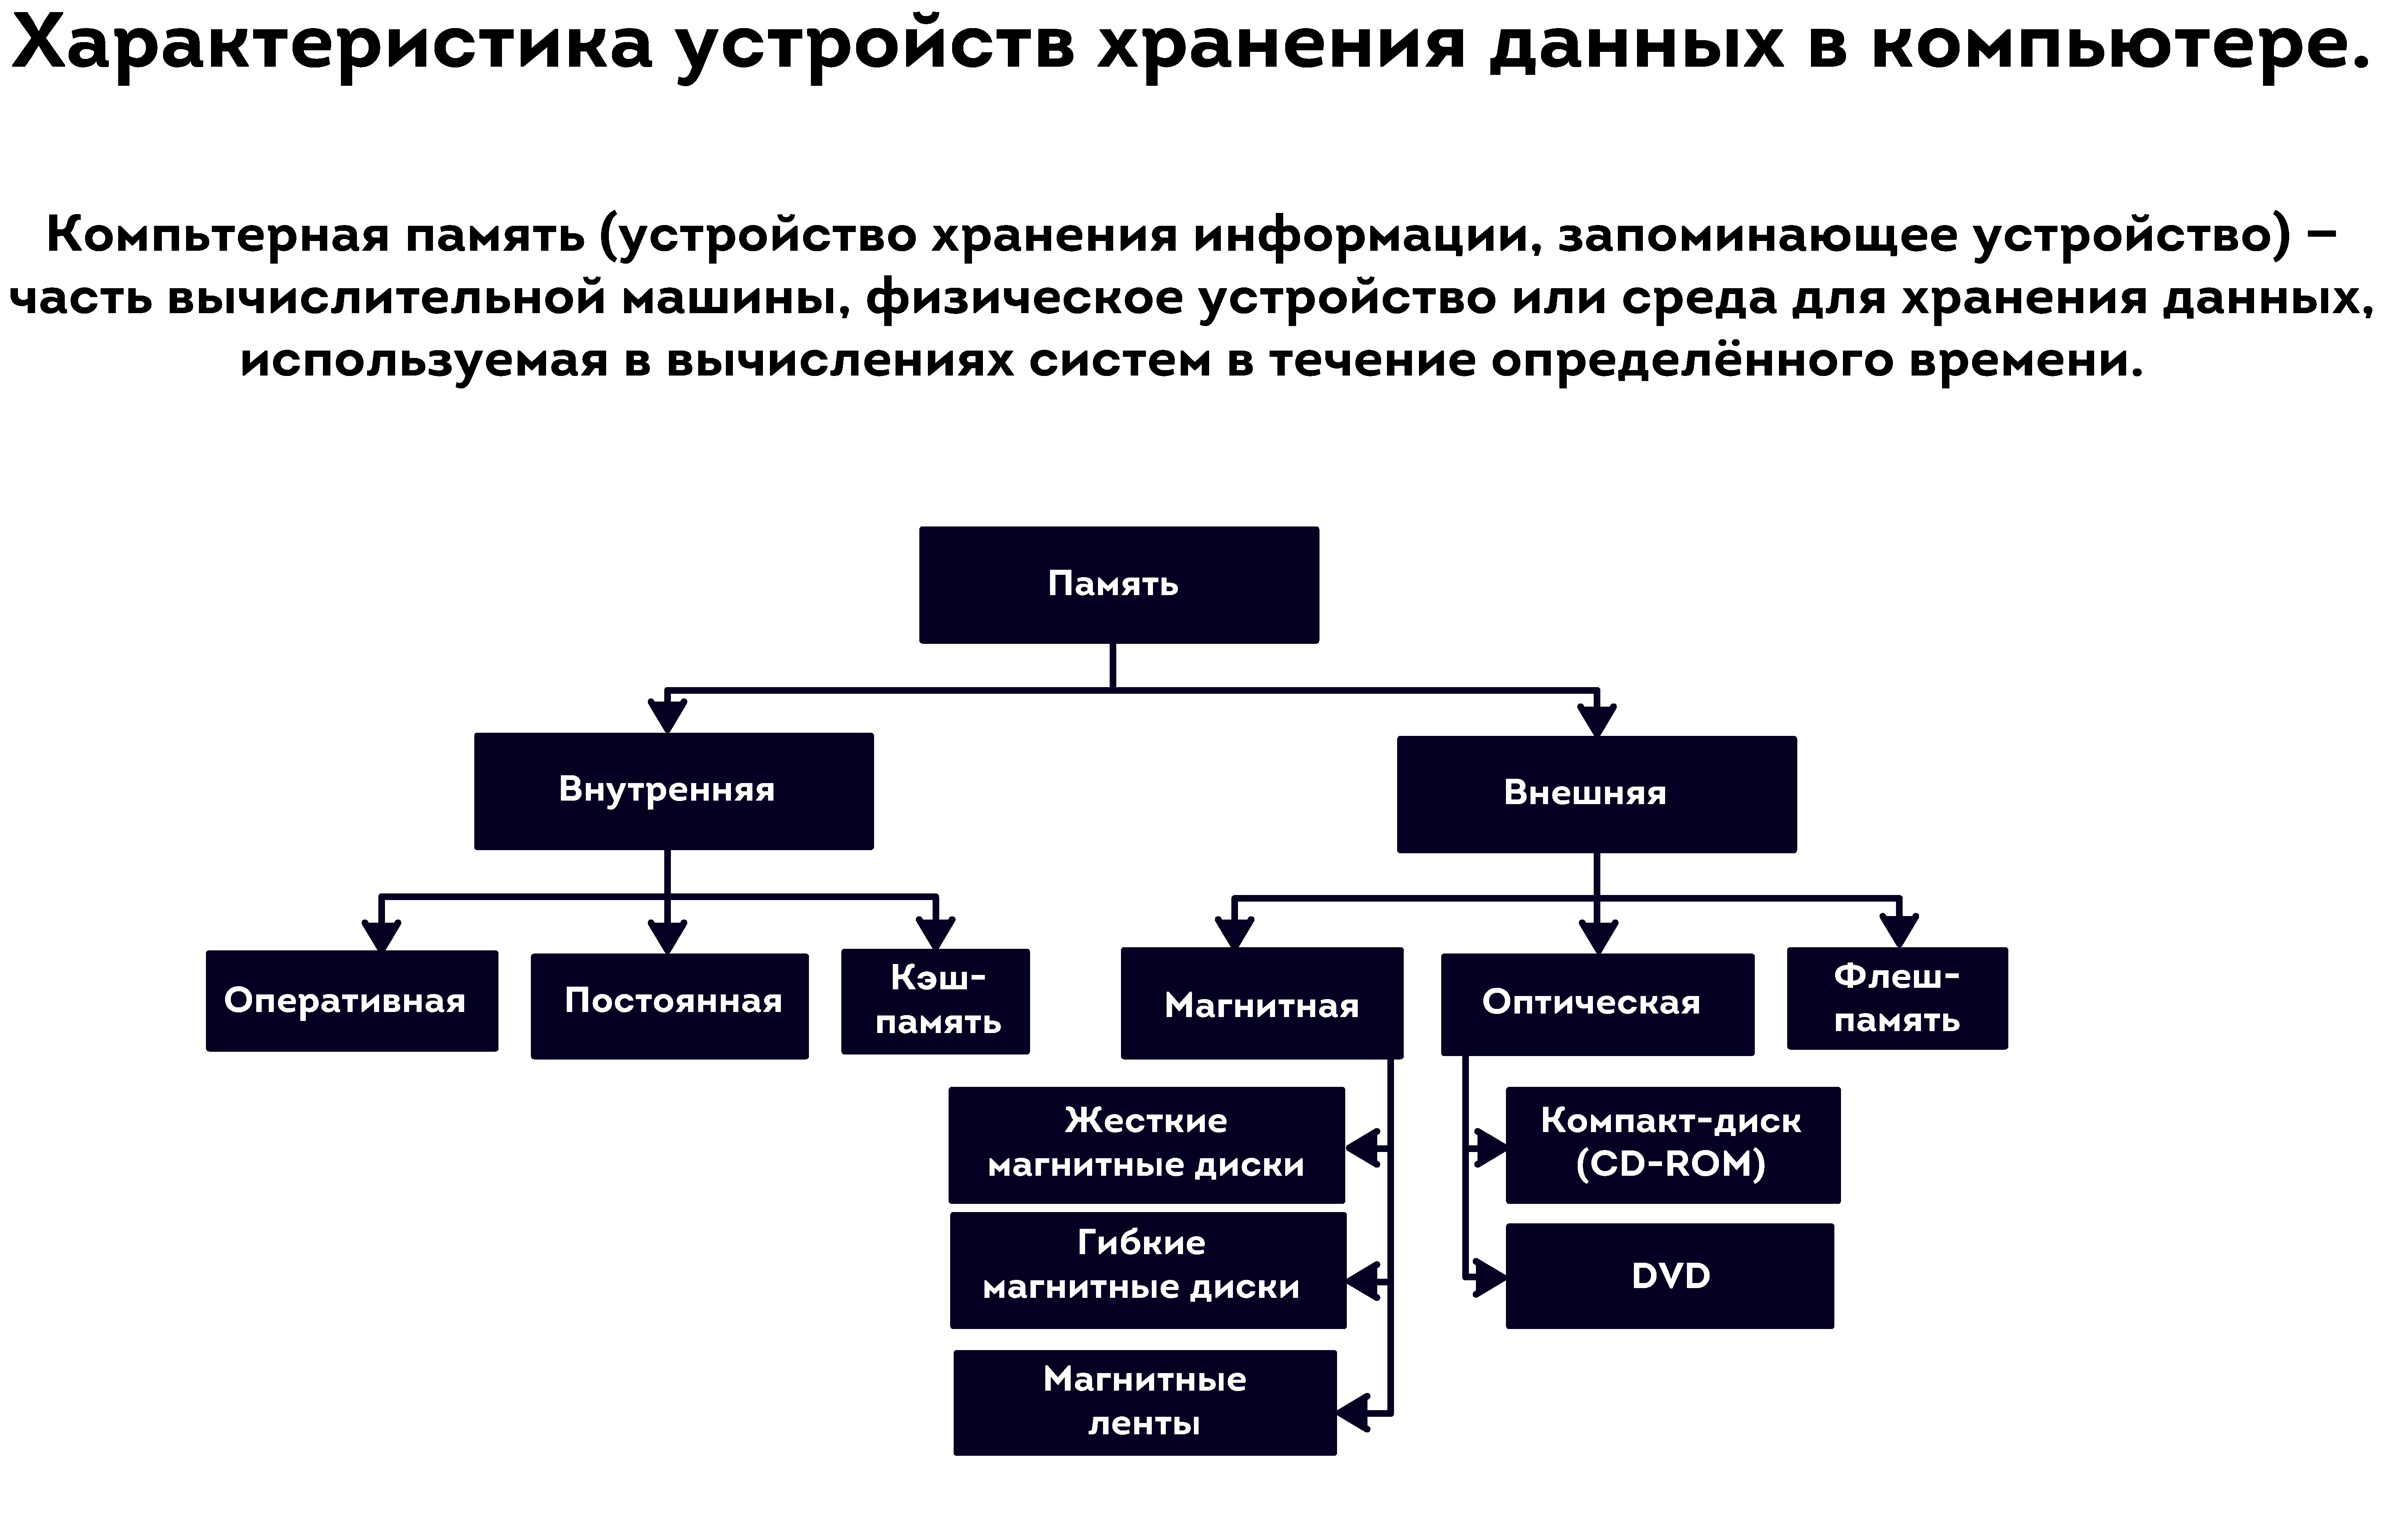 Характеристика устройств хранения данных в компьютере.
Компьтерная память (устройство хранения информации, запоминающее устройство) –
часть вычислительной машины, физическое устройство или среда для хранения данных,
используемая в вычислениях систем в течение определённого времени.
Память
Внутренняя
Внешняя
Оперативная
Постоянная
Кэш-
память
Магнитная
Оптическая
Флеш-
память
Жесткие
магнитные диски
Гибкие
магнитные диски
Магнитные
ленты
Компакт-диск
(CD-ROM)
DVD